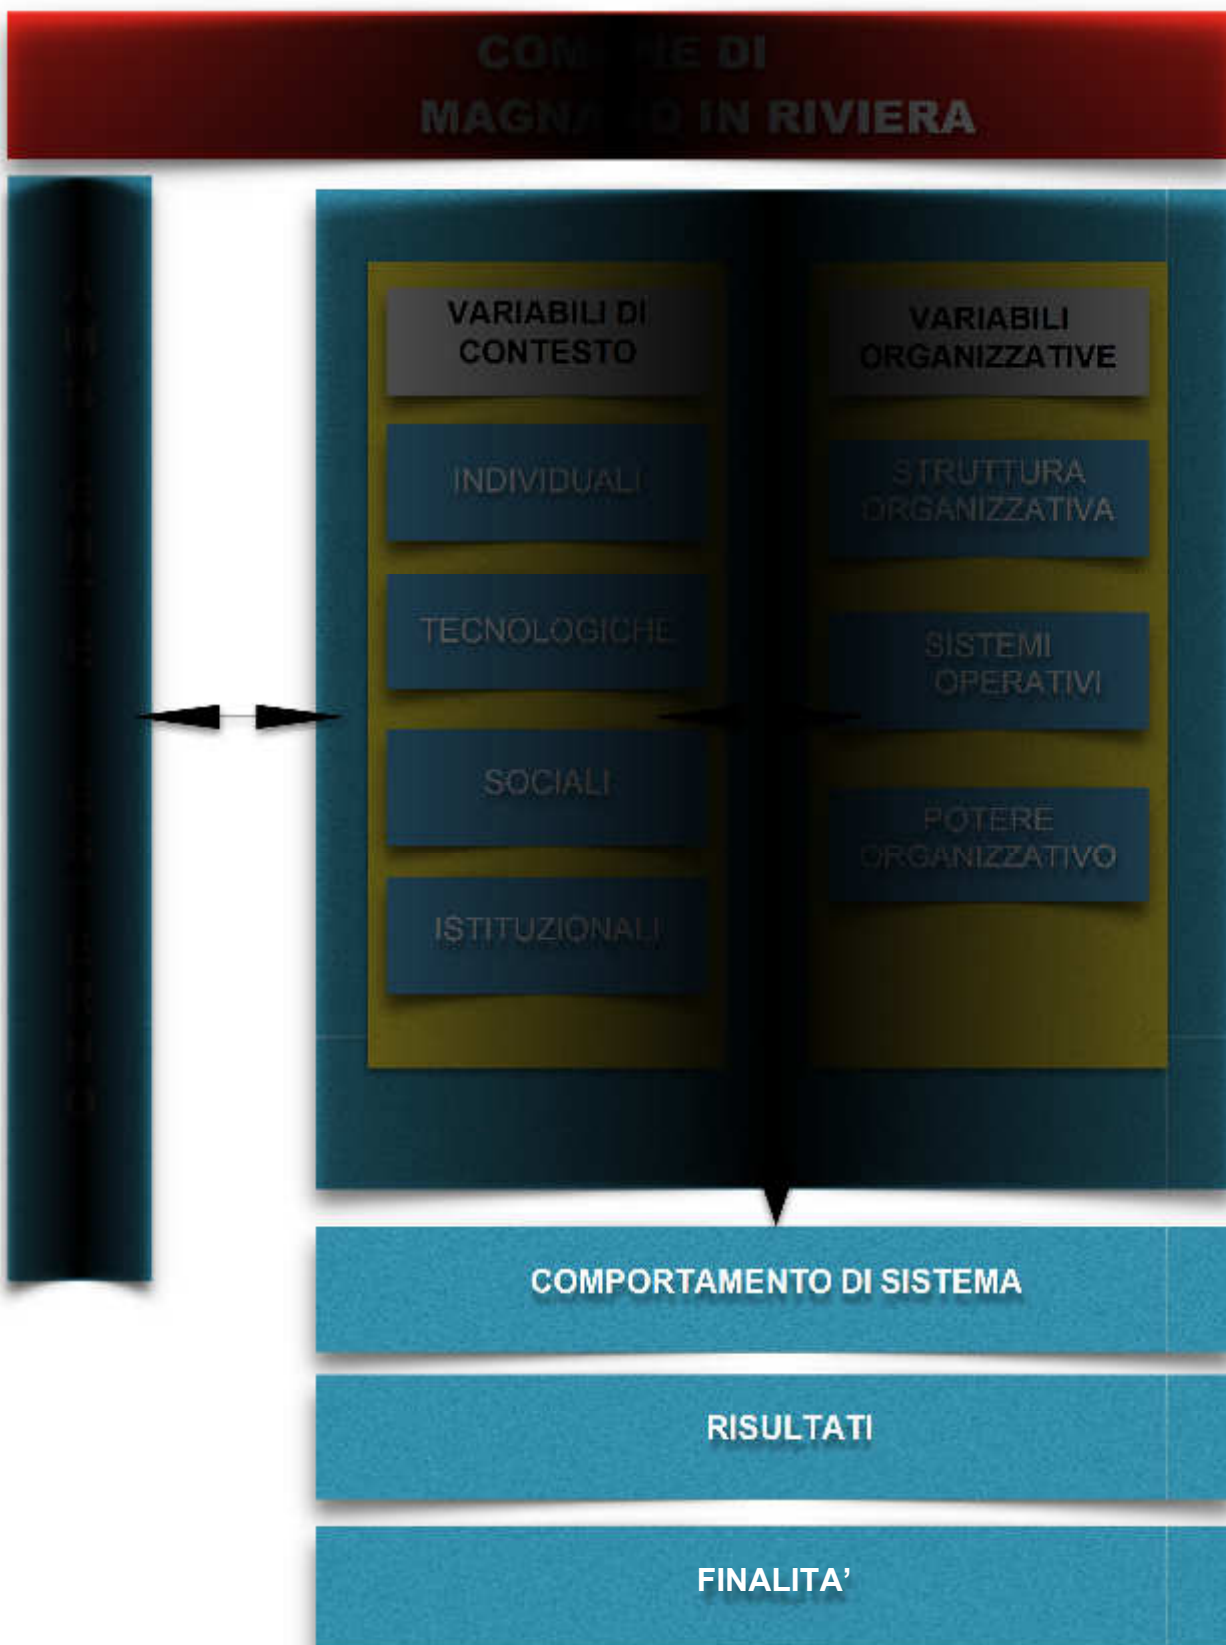 DI
IN RIVIERA
VARIABILI DI
CONTESTO
INDIVIDUALI
TECNOLOGICHE
SOCIALI
ISTITUZIONALI
VARIABILI
ORGANIZZATIVE
STRUTTURA
ORGANIZZATIVA
SISTEMI
OPERATIVI
POTERE
ORGANIZZATIVO
COMPORTAMENTO DI SISTEMA
RISULTATI
FINALITA’